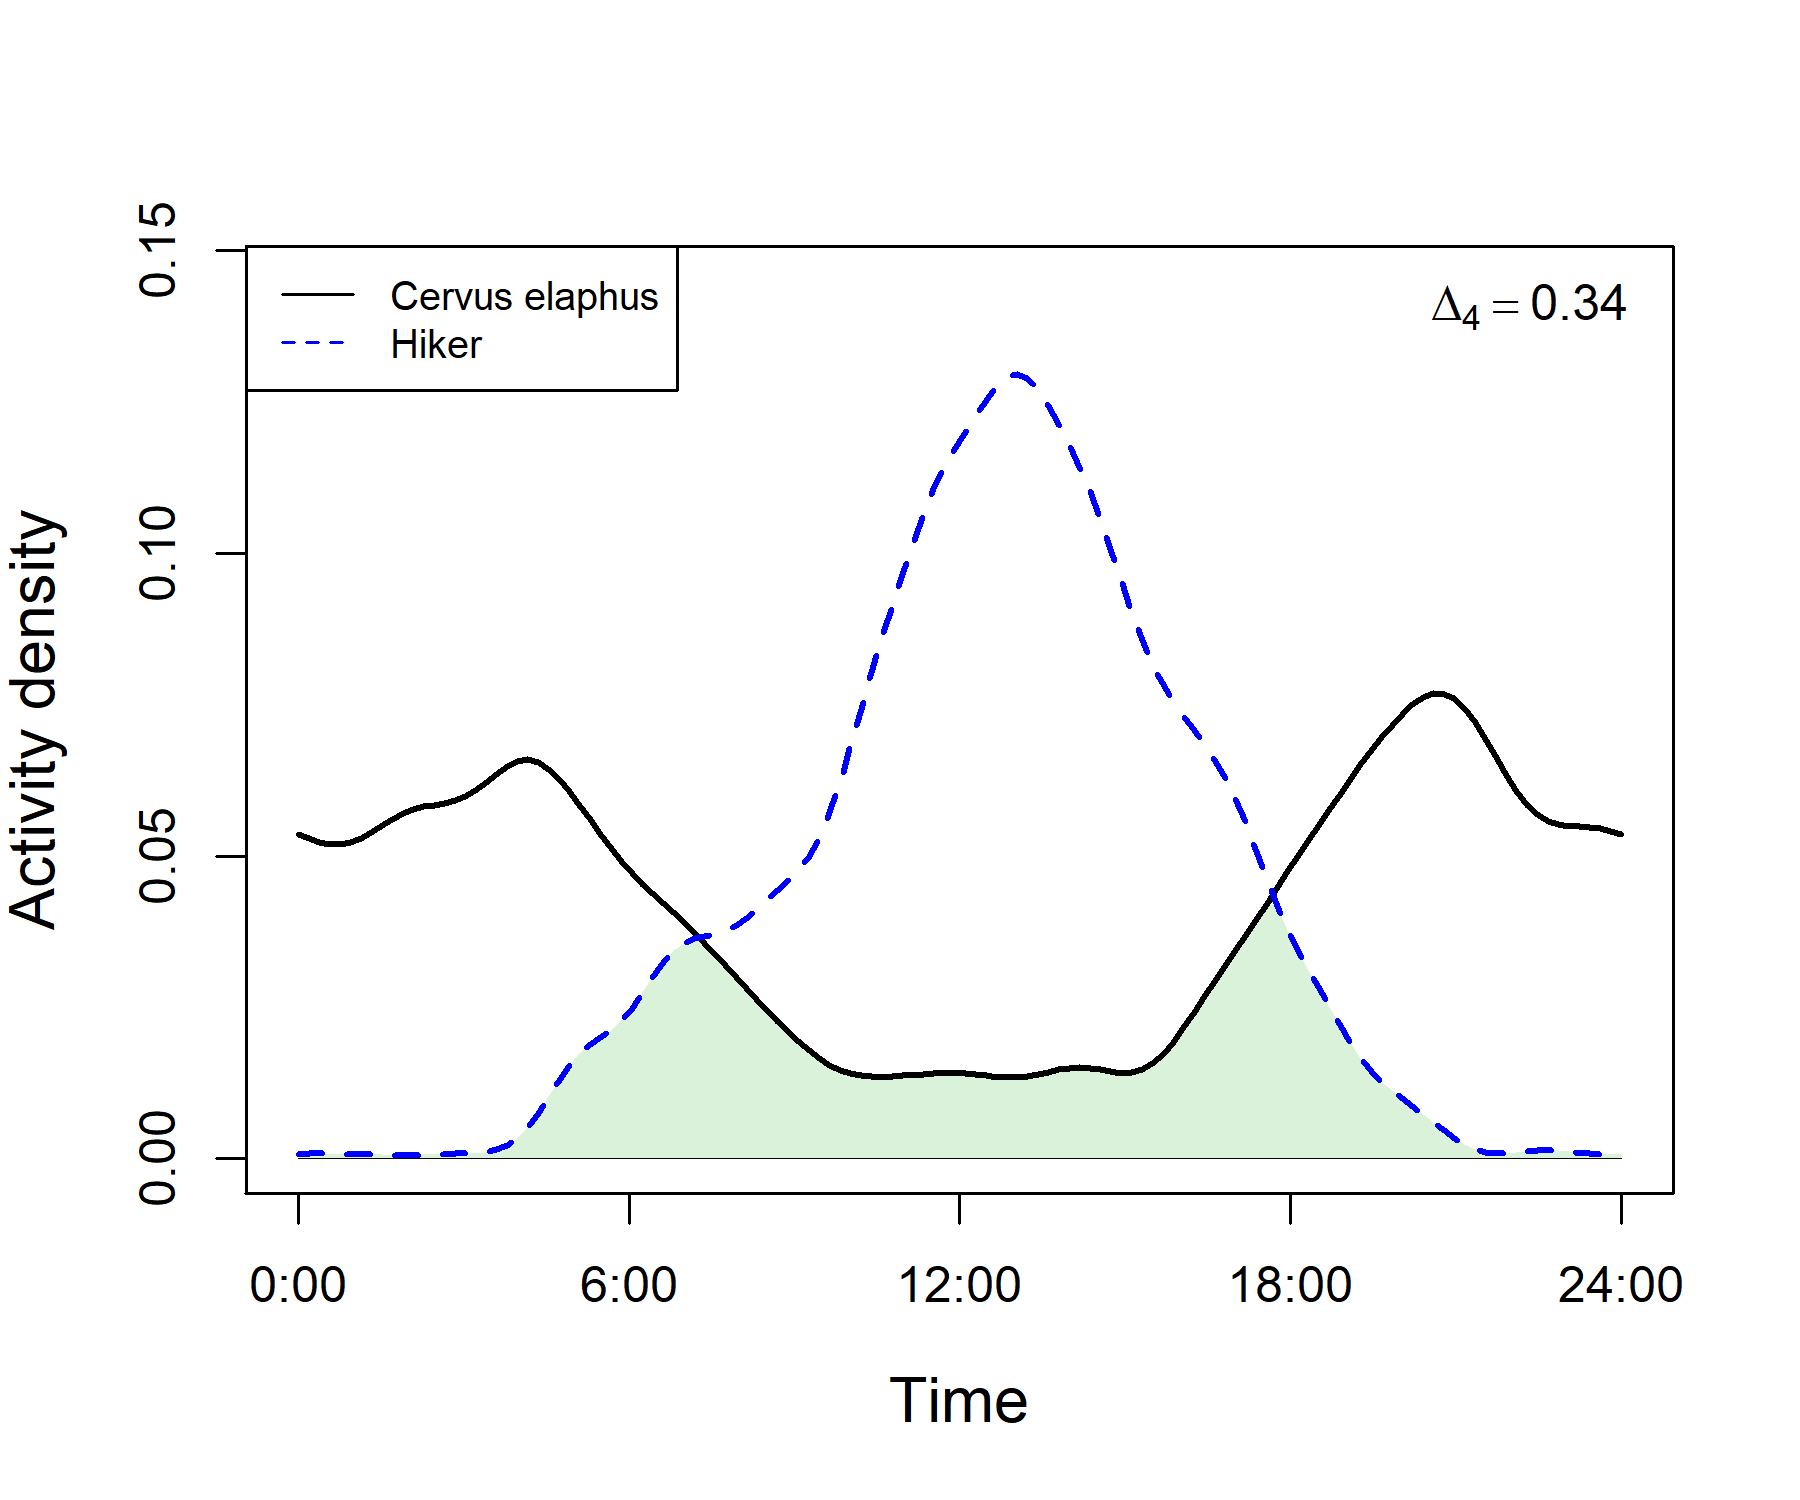 Cervus elaphus
Hiker
Δ4 = 0.34
Activity density
0.15
0.10
0.05
0.00
0:00 6:00 12:00 18:00 24:00
Time